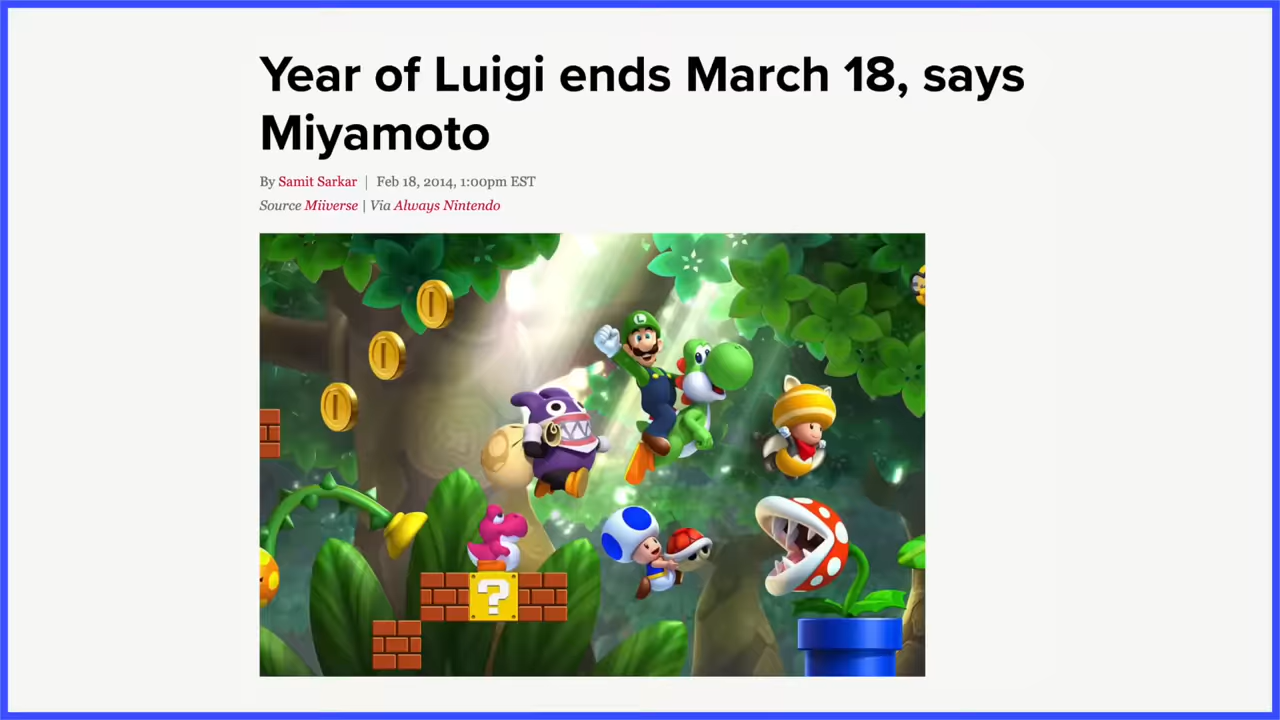 Year of Luigi ends March 18, says
Miyamoto
By Samit Sarkar | Feb 18, 2014, 1:00pm EST
Source Miiverse | Via Always Nintendo
L
?